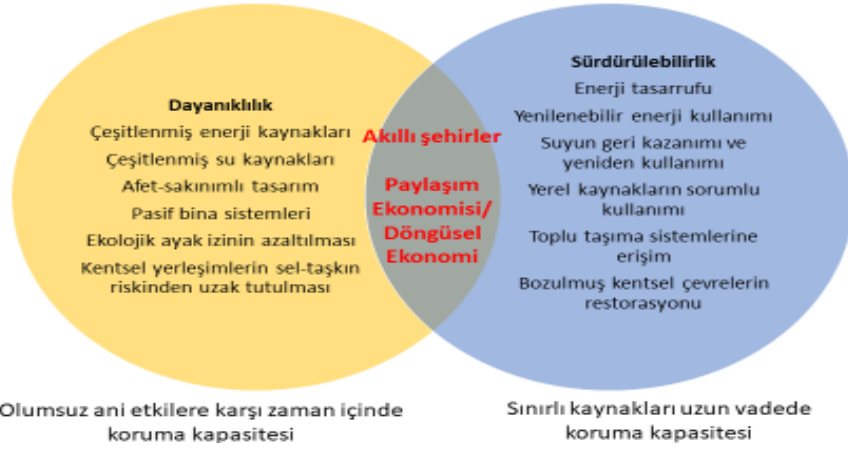 Dayanıklılık
Çeşitlenmiş enerji kaynakları
Çeşitlenmiş su kaynakları
Afet-sakınımlı tasarım
Pasif bina sistemleri
Ekolojik ayak izinin azaltılması
Kentsel yerleşimlerin sel-taşkın
riskinden uzak tutulması
Akıllı şehirler
Paylaşım
Ekonomisi/
Döngüsel
Ekonomi
Sürdürülebilirlik
Enerji tasarrufu
Yenilenebilir enerji kullanımı
Suyun geri kazanımı ve
yeniden kullanımı
Yerel kaynakların sorumlu
kullanımı
Toplu taşıma sistemlerine
erişim
Bozulmuş kentsel çevrelerin
restorasyonu
Olumsuz ani etkilere karşı zaman içinde
koruma kapasitesi
Sınırlı kaynakları uzun vadede
koruma kapasitesi